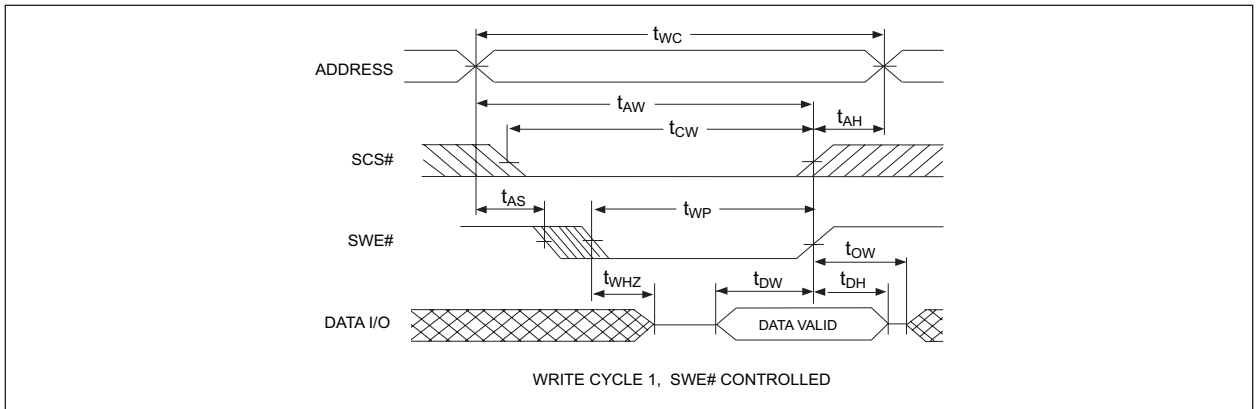 tWC
ADDRESS
tAW
tCW
tAH
SCS#
tAS
tWP
SWE#
tOW
tWHZ
tDW
tDH
DATA I/O
DATA VALID
WRITE CYCLE 1, SWE# CONTROLLED